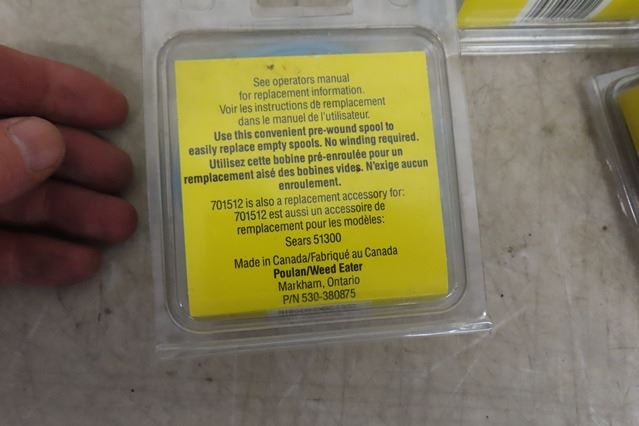 See operators manual
for replacement information.
Voir les instructions de remplacement
dans le manuel de l'utilisateur.
Use this convenient pre-wound spool to
easily replace empty spools. No winding required.
Utilisez cette bobine pré-enroulée pour un
remplacement aisé des bobines vides. N'exige aucun
enroulement.
701512 is also a replacement accessory for:
701512 est aussi un accessoire de
remplacement pour les modèles:
Sears 51300
Made in Canada/Fabriqué au Canada
Poulan/Weed Eater
Markham, Ontario
P/N 530-380875